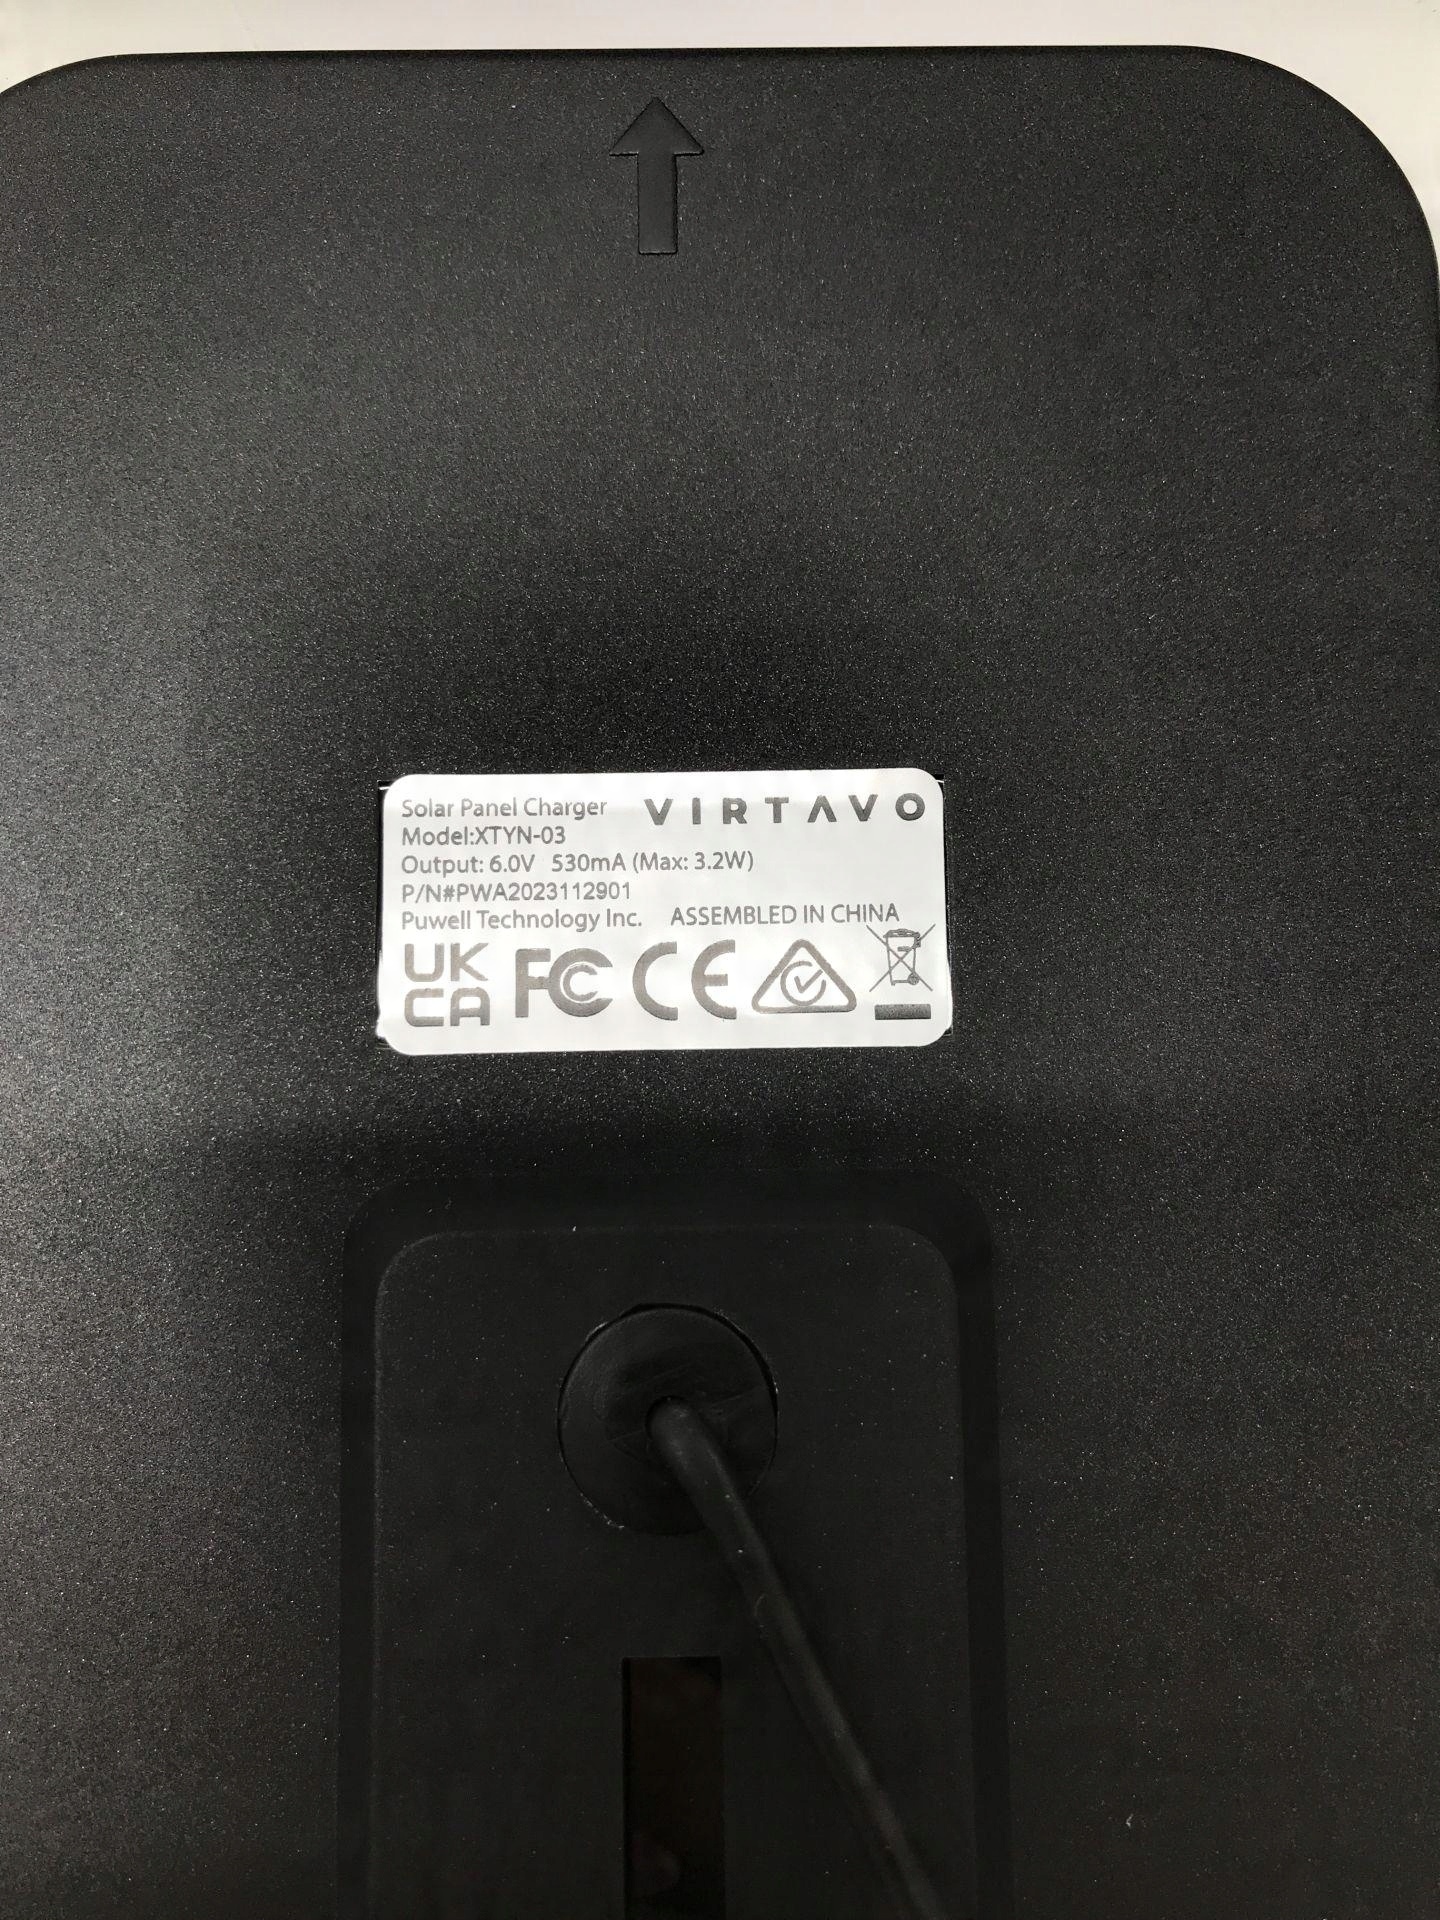 Solar Panel Charger VIRTAVO
Model:XTYN-03
Output: 6.0V 530mA (Max: 3.2W)
P/N#PWA2023112901
Puwell Technology Inc. ASSEMBLED IN CHINA
UK
CA FC CE